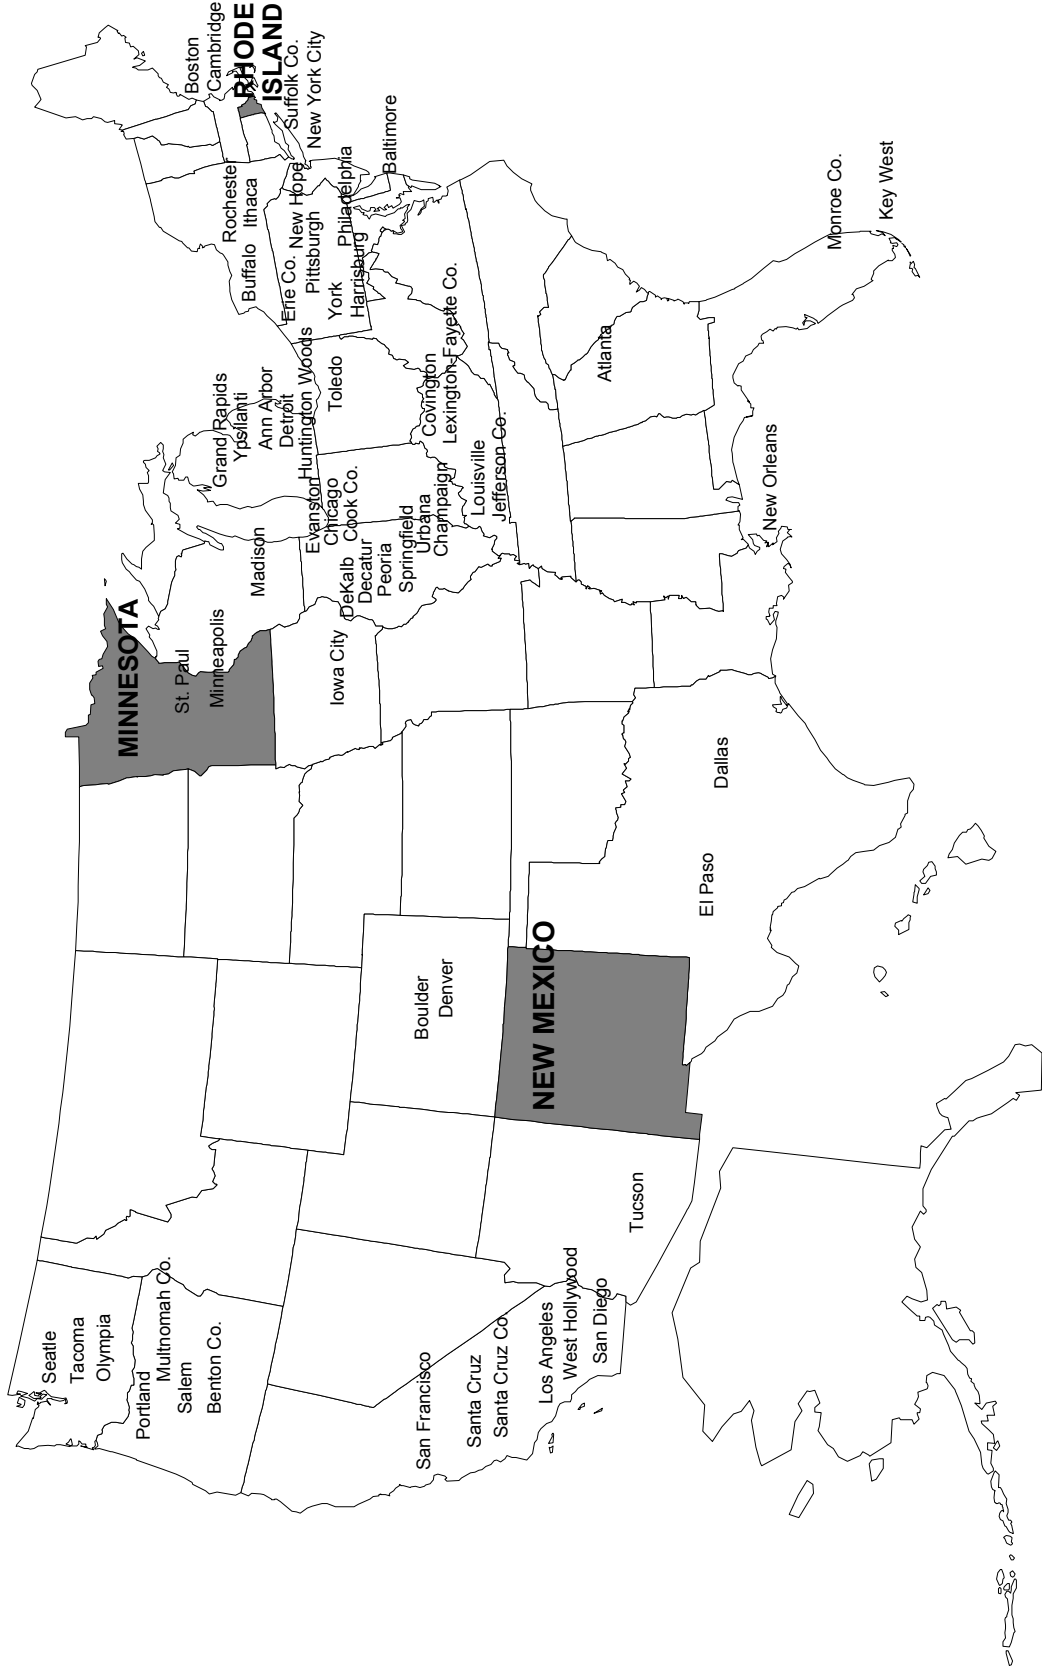 Seatle
Tacoma
Olympia
Portland
Multnomah Co.
Salem
Benton Co.
San Francisco
Santa Cruz
Santa Cruz Co.
Los Angeles
West Hollywood
San Diego
Tucson
NEW MEXICO
Boulder
Denver
El Paso
Dallas
MINNESOTA
St. Paul
Minneapolis
Iowa City
Madison
Evanston
Chicago
Cook Co.
DeKalb
Decatur
Peoria
Springfield
Urbana
Champaign
Grand Rapids
Ypsilanti
Ann Arbor
Detroit
Huntington Woods
Toledo
Covington
Lexington-Fayette Co.
Louisville
Jefferson Co.
Atlanta
New Orleans
Monroe Co.
Key West
Rochester
Buffalo Ithaca
Erie Co. New Hope
Pittsburgh
York Philadelphia
Harrisburg
Baltimore
Boston
Cambridge
RHODE
ISLAND
Suffolk Co.
New York City